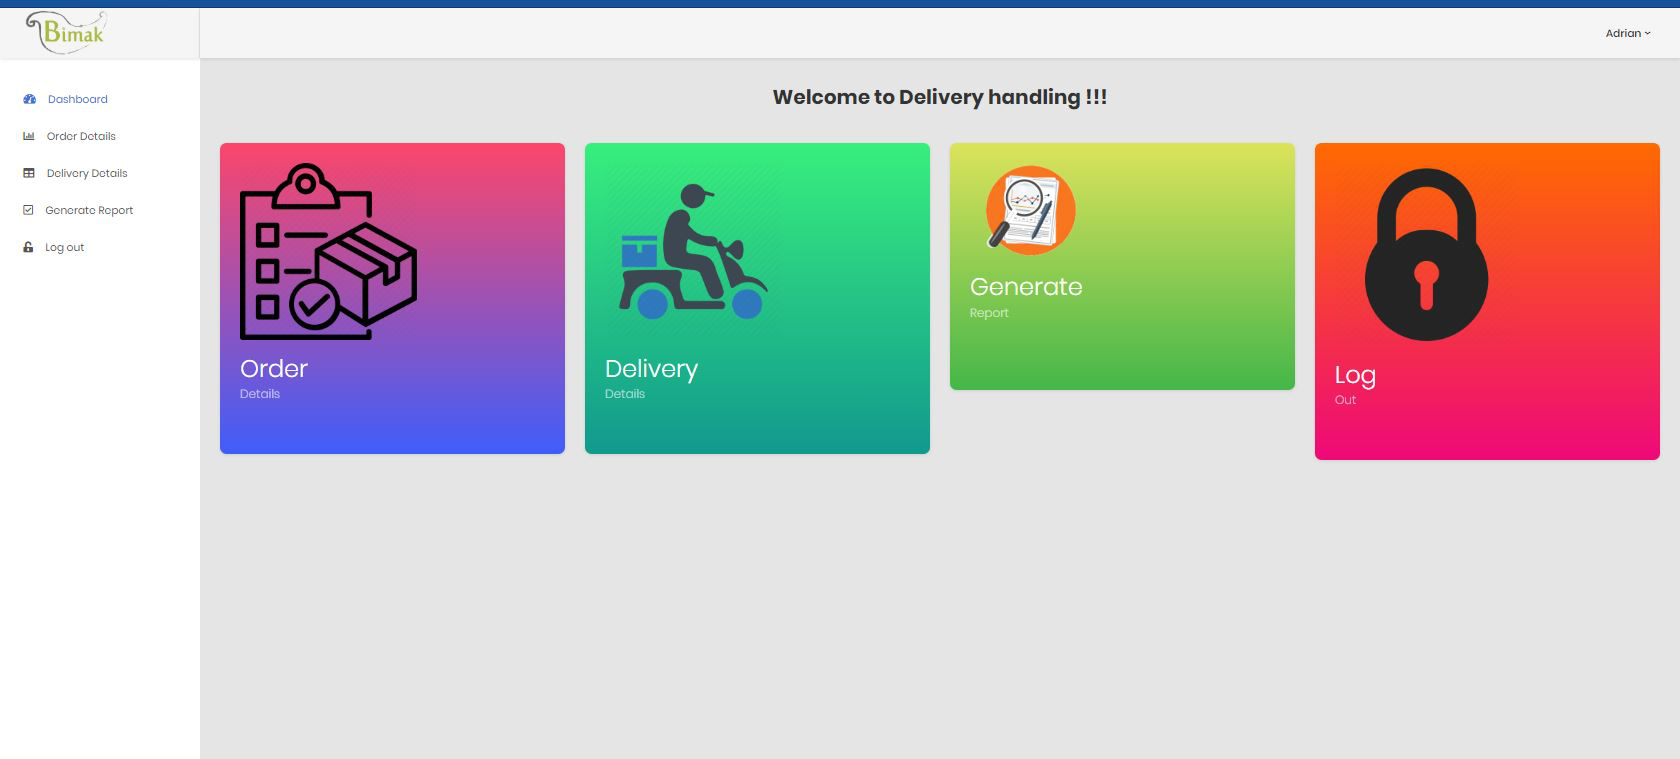 Bimak
Adrian
Dashboard
Order Details
Delivery Details
Generate Report
Log out
Welcome to Delivery handling !!!
Order
Details
Delivery
Details
Generate
Report
Log
Out